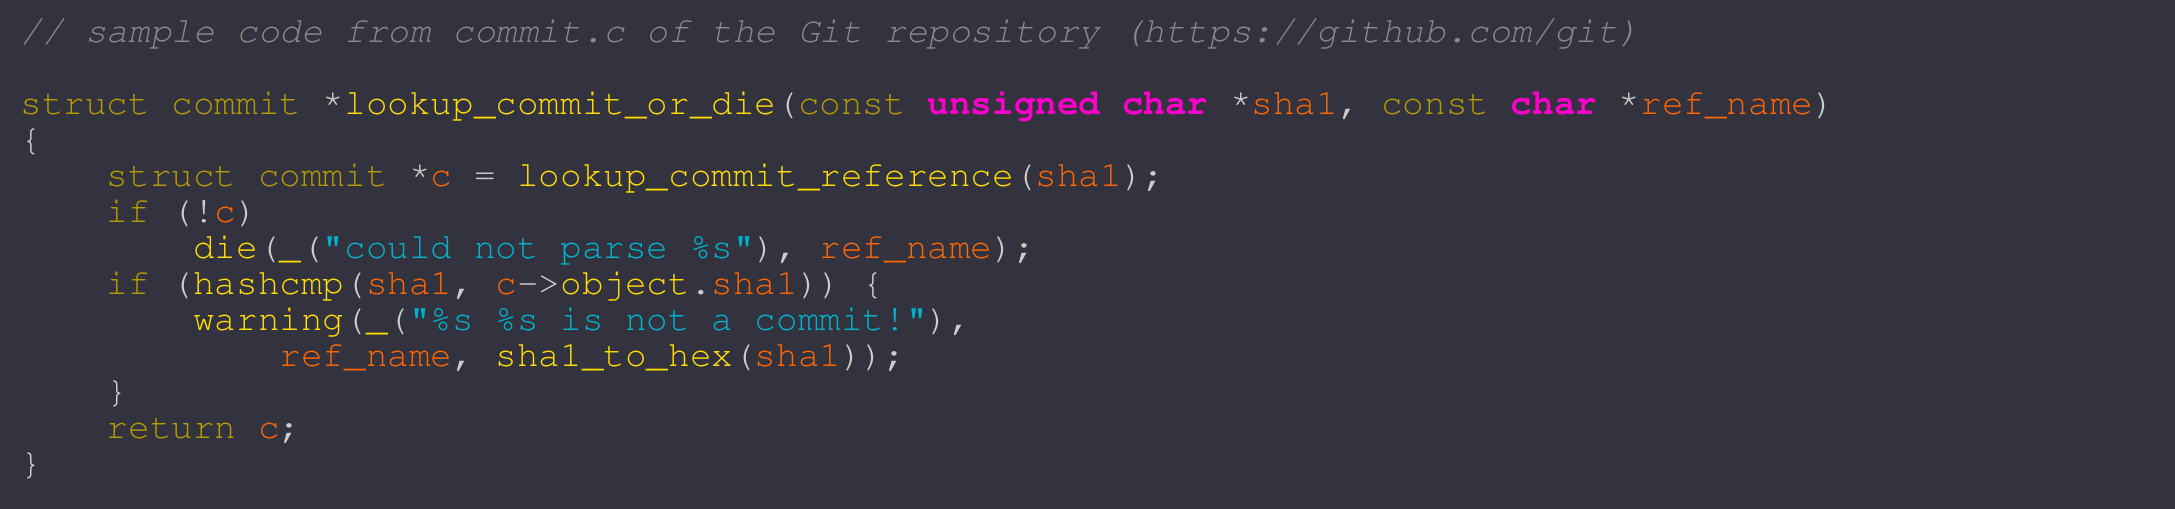 // sample code from commit.c of the Git repository (https://github.com/git)

struct commit *lookup_commit_or_die(const unsigned char *sha1, const char *ref_name)
{
    struct commit *c = lookup_commit_reference(sha1);
    if (!c)
        die(_("could not parse %s"), ref_name);
    if (hashcmp(sha1, c->object.sha1)) {
        warning(_("%s %s is not a commit!"),
            ref_name, sha1_to_hex(sha1));
    }
    return c;
}